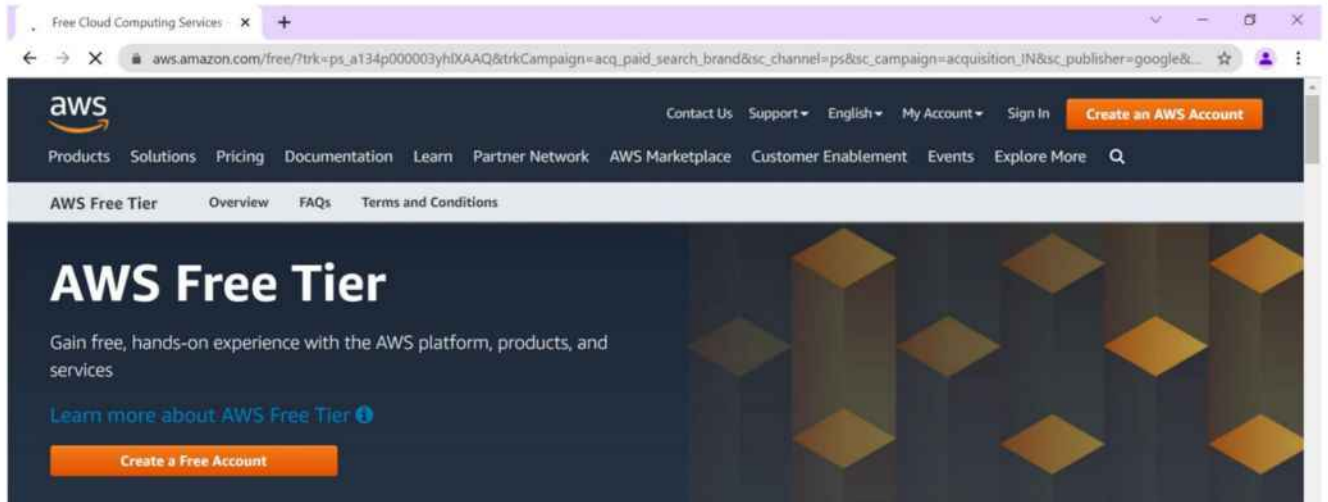 Free Cloud Computing Services
aws.amazon.com/free/?trk=ps_a134p000003yhlXAAQ&trkCampaign=acq_paid_search_brand&sc_channel=ps&sc_campaign=acquisition_IN&sc_publisher=google&...
aws
Contact Us Support English My Account Sign In Create an AWS Account
Products Solutions Pricing Documentation Learn Partner Network AWS Marketplace Customer Enablement Events Explore More
AWS Free Tier Overview FAQs Terms and Conditions
AWS Free Tier
Gain free, hands-on experience with the AWS platform, products, and
services
Learn more about AWS Free Tier
Create a Free Account